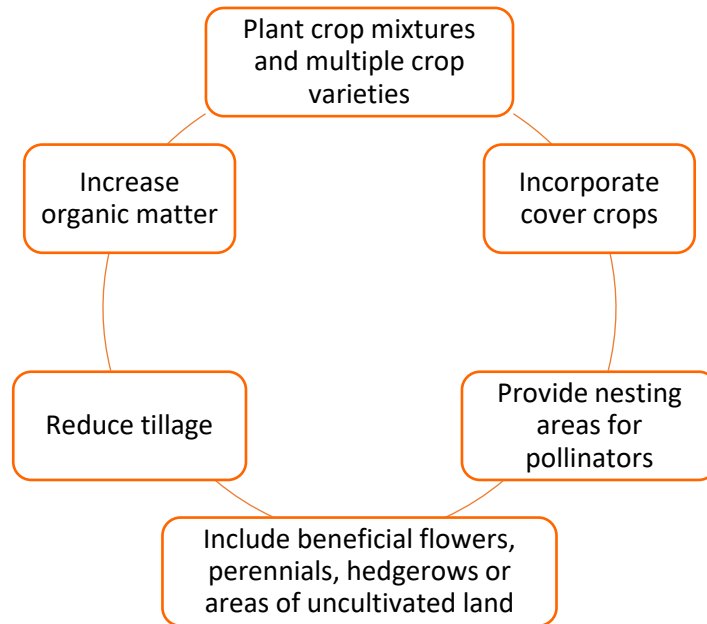 Plant crop mixtures
and multiple crop
varieties
Incorporate
cover crops
Provide nesting
areas for
pollinators
Include beneficial flowers,
perennials, hedgerows or
areas of uncultivated land
Reduce tillage
Increase
organic matter